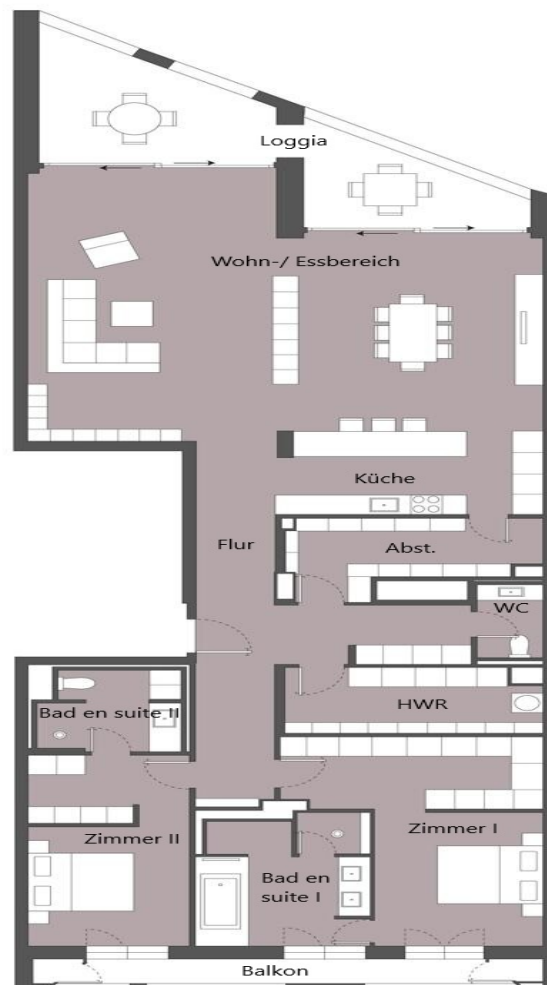 Loggia
Wohn-/ Essbereich
Küche
Flur
Abst.
WC
HWR
Bad en suite II
Zimmer II
Zimmer I
Bad en
suite I
Balkon